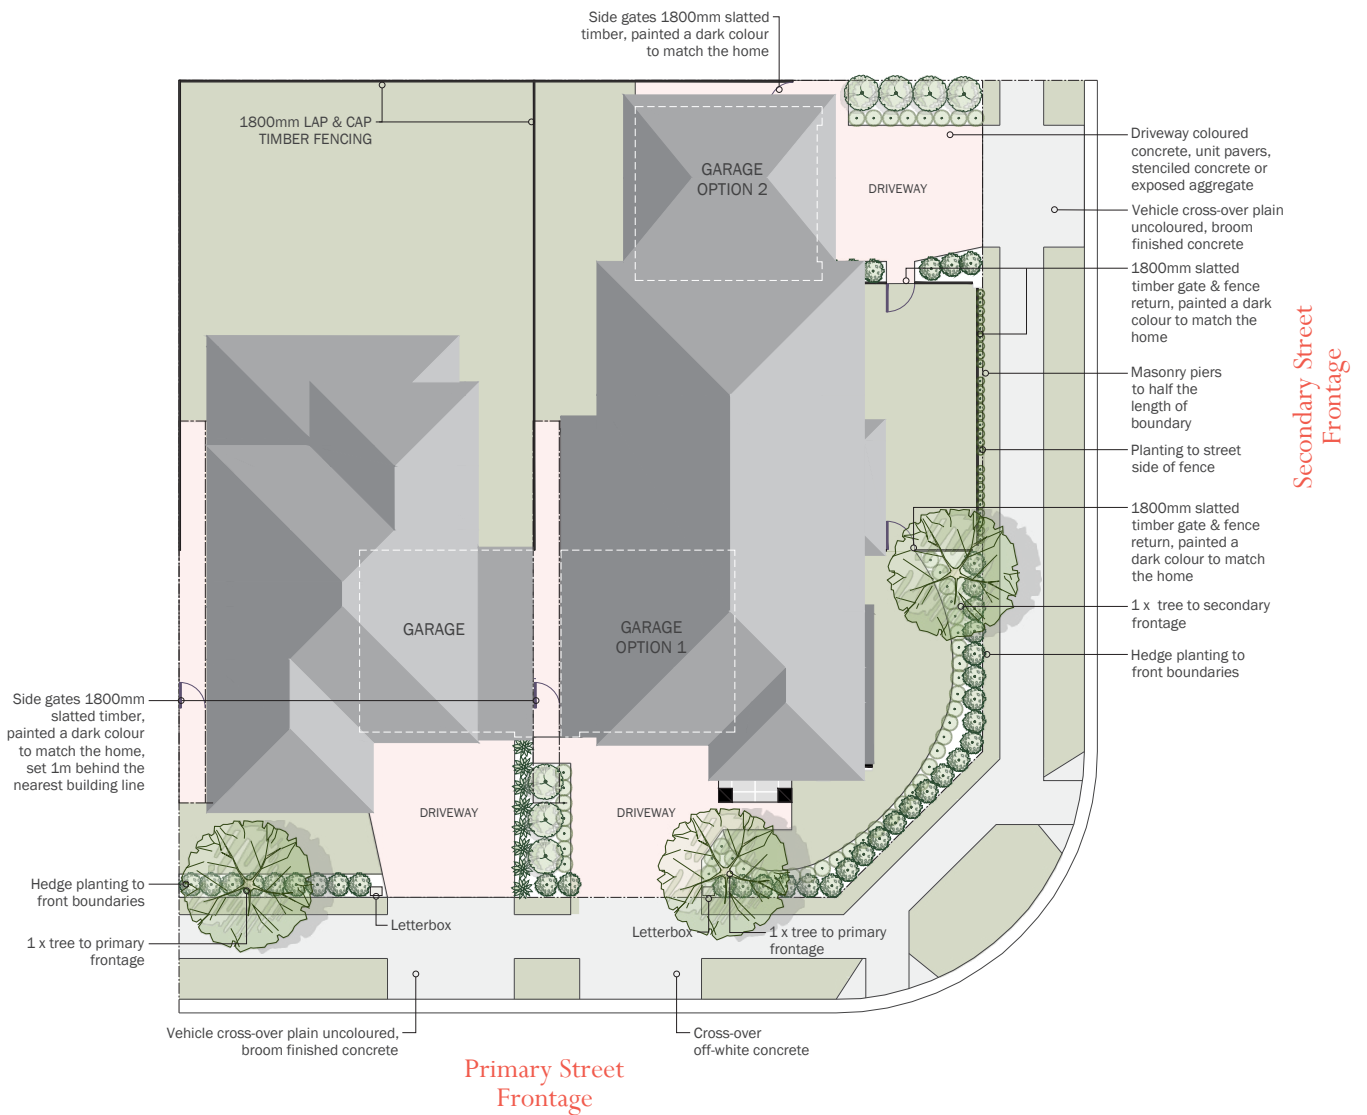 Side gates 1800mm slatted
timber, painted a dark colour
to match the home
1800mm LAP & CAP
TIMBER FENCING
GARAGE
OPTION 2
DRIVEWAY
Driveway coloured
concrete, unit pavers,
stenciled concrete or
exposed aggregate
Vehicle cross-over plain
uncoloured, broom
finished concrete
1800mm slatted
timber gate & fence
return, painted a dark
colour to match the
home
Masonry piers
to half the
length of
boundary
Planting to street
side of fence
1800mm slatted
timber gate & fence
return, painted a
dark colour to match
the home
1 x tree to secondary
frontage
Hedge planting to
front boundaries
Secondary Street
Frontage
GARAGE
GARAGE
OPTION 1
Side gates 1800mm
slatted timber,
painted a dark colour
to match the home,
set 1m behind the
nearest building line
DRIVEWAY
DRIVEWAY
Hedge planting to
front boundaries
Letterbox
Letterbox
1 x tree to primary
frontage
1 x tree to primary
frontage
Vehicle cross-over plain uncoloured,
broom finished concrete
Cross-over
off-white concrete
Primary Street
Frontage